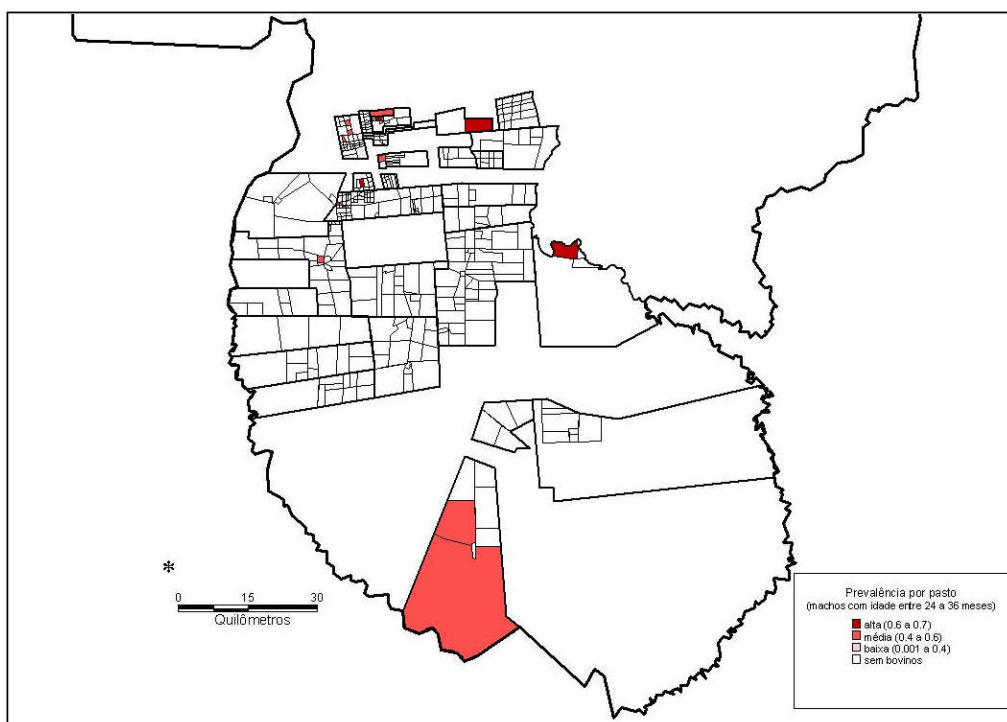 *
0 15 30
Quilômetros
Prevalência por pasto
(machos com idade entre 24 a 36 meses)
alta (0.6 a 0.7)
média (0.4 a 0.6)
baixa (0.001 a 0.4)
sem bovinos